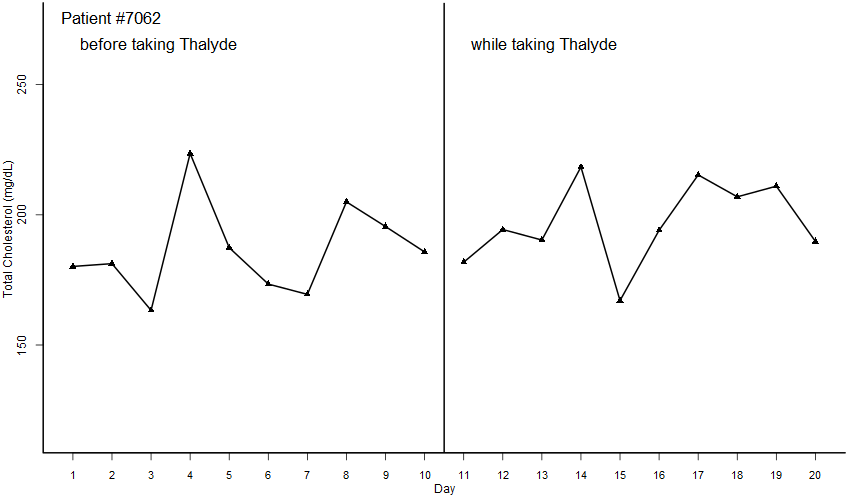 Patient #7062
before taking Thalyde
while taking Thalyde
Total Cholesterol (mg/dL)
250
200
150
1 2 3 4 5 6 7 8 9 10 11 12 13 14 15 16 17 18 19 20
Day